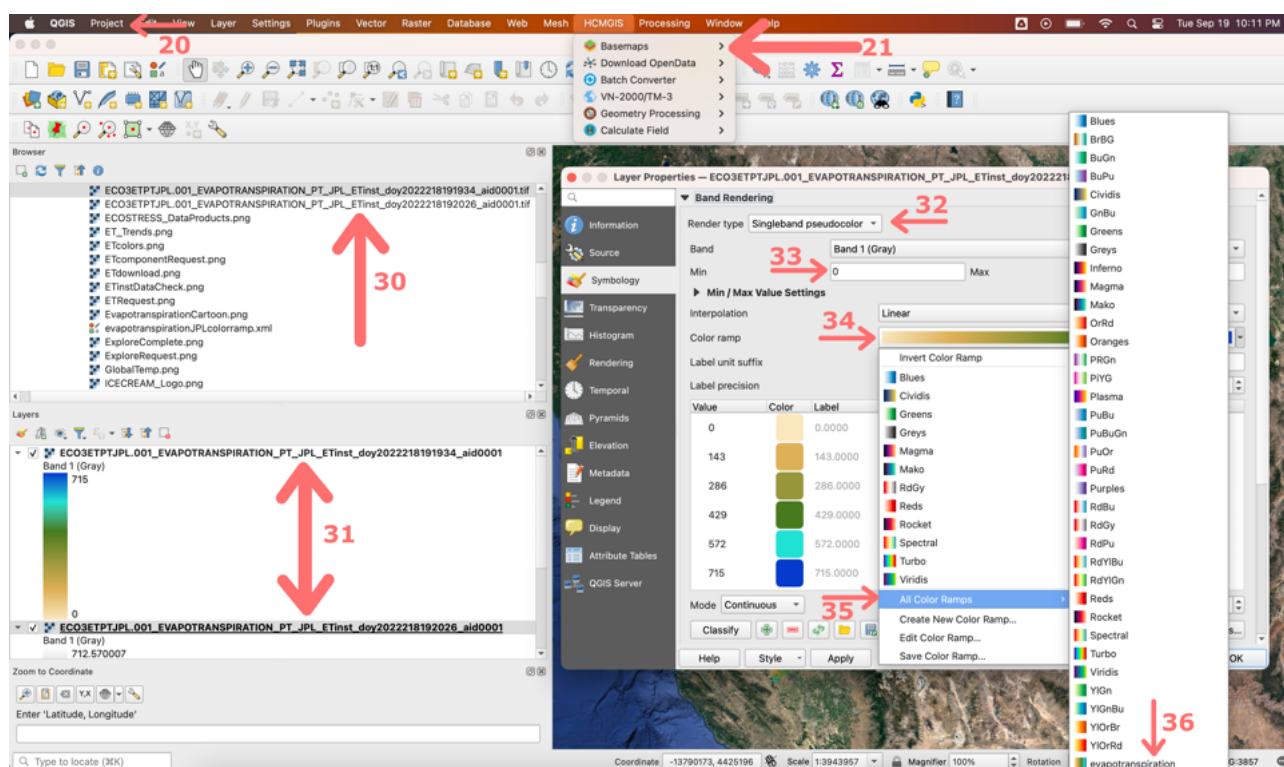 QGIS Project Edit View Layer Settings Plugins Vector Raster Database Web Mesh HCMGIS Processing Window Help Tue Sep 19 10:11 PM
20
21
Basemaps
Download OpenData
Batch Converter
VN-2000/TM-3
Geometry Processing
Calculate Field
Browser
ECO3ETPTJPL.001_EVAPOTRANSPIRATION_PT_JPL_ETinst_doy2022218191934_aid0001.tif
ECO3ETPTJPL.001_EVAPOTRANSPIRATION_PT_JPL_ETinst_doy2022218192026_aid0001.tif
ECOSTRESS_DataProducts.png
ET_Trends.png
ETcolors.png
ETcomponentRequest.png
ETdownload.png
ETinstDataCheck.png
ETRequest.png
EvapotranspirationCartoon.png
evapotranspirationJPLcolorramp.xml
ExploreComplete.png
ExploreRequest.png
GlobalTemp.png
ICECREAM_Logo.png
30
Layers
ECO3ETPTJPL.001_EVAPOTRANSPIRATION_PT_JPL_ETinst_doy2022218191934_aid0001
Band 1 (Gray)
715
31
0
ECO3ETPTJPL.001_EVAPOTRANSPIRATION_PT_JPL_ETinst_doy2022218192026_aid0001
Band 1 (Gray)
712.570007
Zoom to Coordinate
Y,X
Enter 'Latitude, Longitude'
Type to locate (⌘K)
Layer Properties — ECO3ETPTJPL.001_EVAPOTRANSPIRATION_PT_JPL_ETinst_doy2022218
Information
Source
Symbology
Transparency
Histogram
Rendering
Temporal
Pyramids
Elevation
Metadata
Legend
Display
Attribute Tables
QGIS Server
Band Rendering
Render type Singleband pseudocolor
32
Band Band 1 (Gray)
33
Min 0 Max
Min / Max Value Settings
Interpolation Linear
34
Color ramp
Label unit suffix
Label precision
Value Color Label
0 0.0000
143 143.0000
286 286.0000
429 429.0000
572 572.0000
715 715.0000
35
Mode Continuous
Classify
Help Style Apply OK
Invert Color Ramp
Blues
Cividis
Greens
Greys
Magma
Mako
RdGy
Reds
Rocket
Spectral
Turbo
Viridis
All Color Ramps
Create New Color Ramp...
Edit Color Ramp...
Save Color Ramp...
Blues
BrBG
BuGn
BuPu
Cividis
GnBu
Greens
Greys
Inferno
Magma
Mako
OrRd
Oranges
PRGn
PiYG
Plasma
PuBu
PuBuGn
PuOr
PuRd
Purples
RdBu
RdGy
RdPu
RdYlBu
RdYlGn
Reds
Rocket
Spectral
Turbo
Viridis
YlGn
YlGnBu
YlOrBr
YlOrRd
evapotranspiration
36
Coordinate -13790173, 4425196 Scale 1:3943957 Magnifier 100% Rotation G:3857